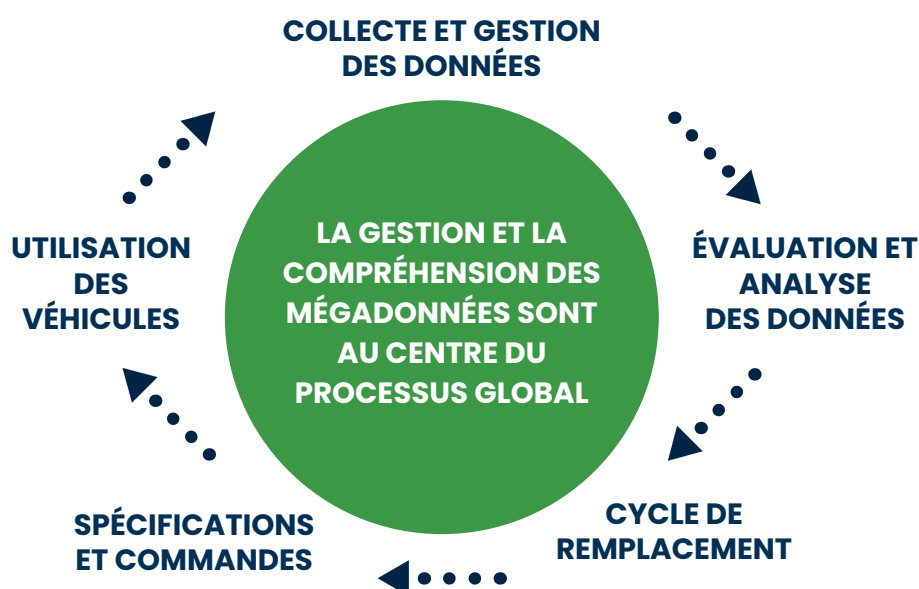 COLLECTE ET GESTION
DES DONNÉES
UTILISATION
DES
VÉHICULES
LA GESTION ET LA
COMPRÉHENSION DES
MÉGADONNÉES SONT
AU CENTRE DU
PROCESSUS GLOBAL
ÉVALUATION ET
ANALYSE
DES DONNÉES
SPÉCIFICATIONS
ET COMMANDES
CYCLE DE
REMPLACEMENT